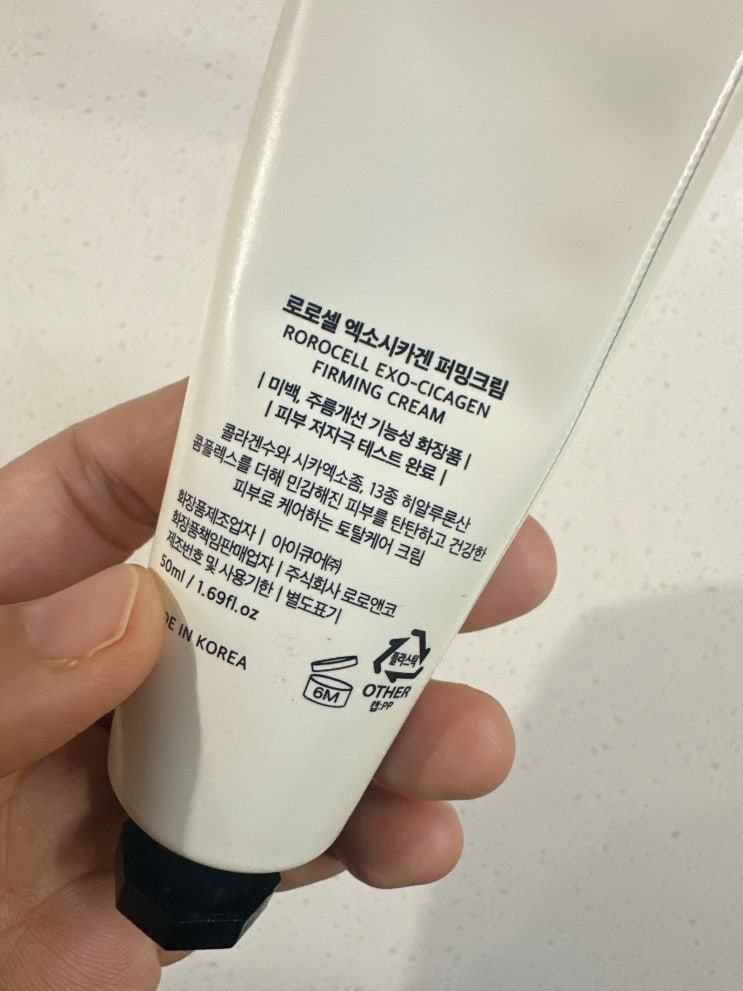 로로셀 엑소시카겐 퍼밍크림
ROROCELL EXO-CICAGEN
FIRMING CREAM
| 미백, 주름개선 기능성 화장품 |
| 피부 저자극 테스트 완료 |
콜라겐수와 시카엑소좀, 13종 히알루론산
콤플렉스를 더해 민감해진 피부를 탄탄하고 건강한
피부로 케어하는 토탈케어 크림
화장품제조업자 | 아이큐어㈜
화장품책임판매업자 | 주식회사 로로앤코
제조번호 및 사용기한 | 별도표기
50ml / 1.69fl.oz
DE IN KOREA
6M
플라스틱
OTHER
캡:PP